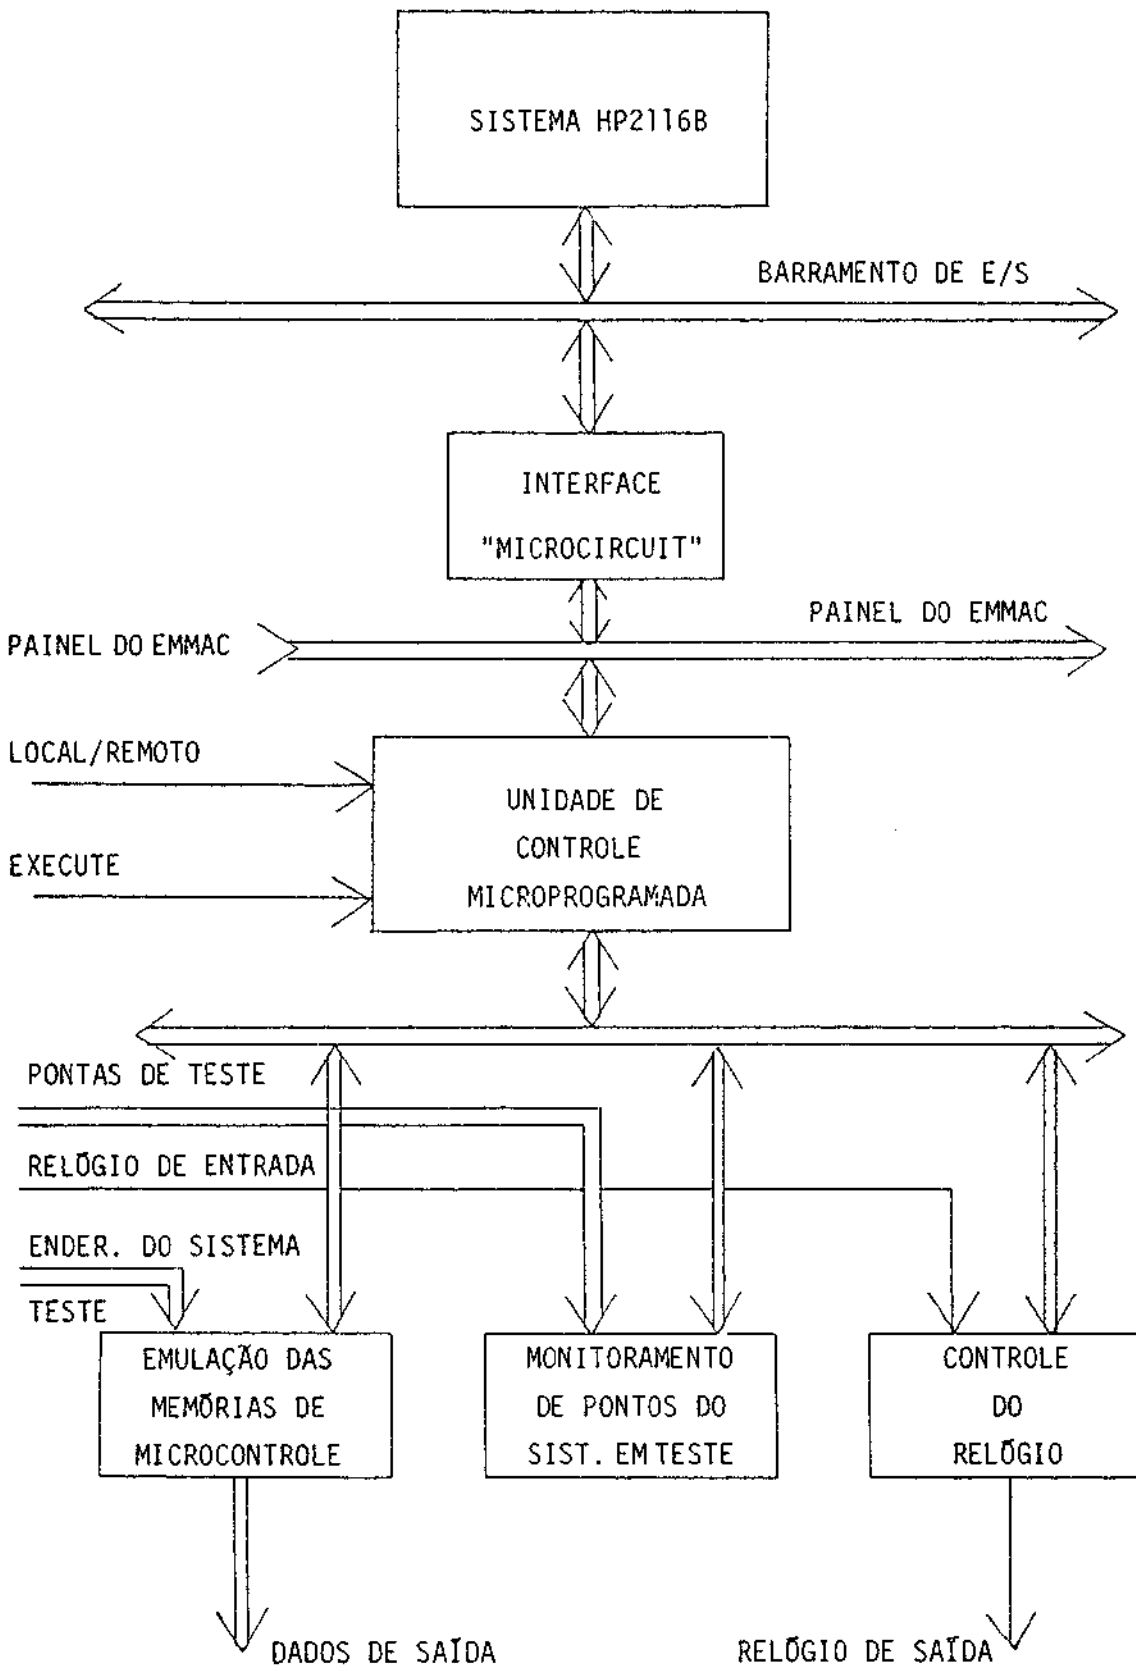 SISTEMA HP2116B
BARRAMENTO DE E/S
INTERFACE
"MICROCIRCUIT"
PAINEL DO EMMAC
PAINEL DO EMMAC
LOCAL/REMOTO
UNIDADE DE
CONTROLE
MICROPROGRAMADA
EXECUTE
PONTAS DE TESTE
RELÓGIO DE ENTRADA
ENDER. DO SISTEMA
TESTE
EMULAÇÃO DAS
MEMÓRIAS DE
MICROCONTROLE
MONITORAMENTO
DE PONTOS DO
SIST. EM TESTE
CONTROLE
DO
RELÓGIO
DADOS DE SAÍDA
RELÓGIO DE SAÍDA